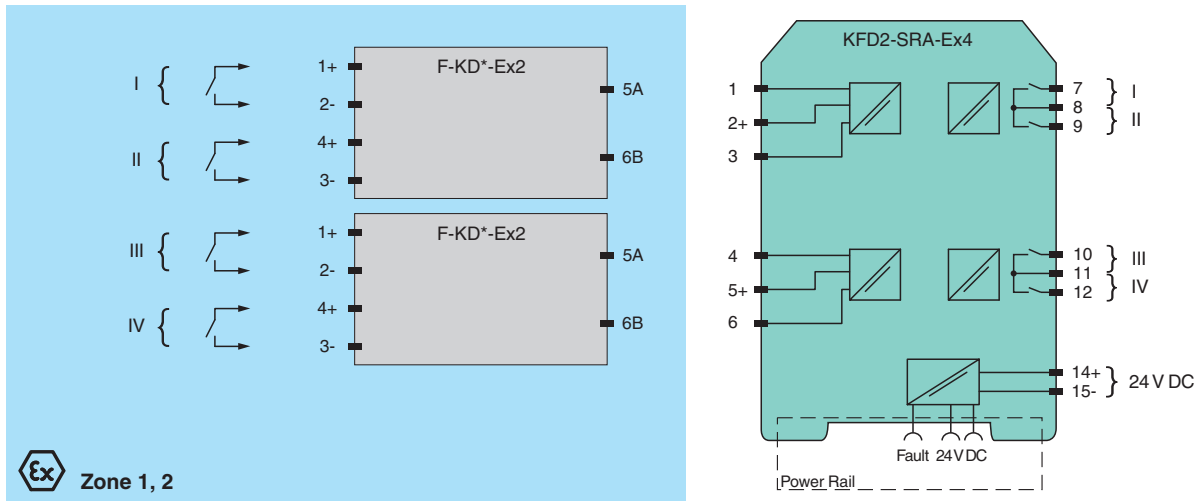 F-KD*-Ex2
I
1+
2-
5A
II
4+
3-
6B
F-KD*-Ex2
III
1+
2-
5A
IV
4+
3-
6B
Ex
Zone 1, 2
KFD2-SRA-Ex4
1
2+
3
7
8
9
I
II
4
5+
6
10
11
12
III
IV
14+
15-
24 V DC
Fault 24V DC
Power Rail